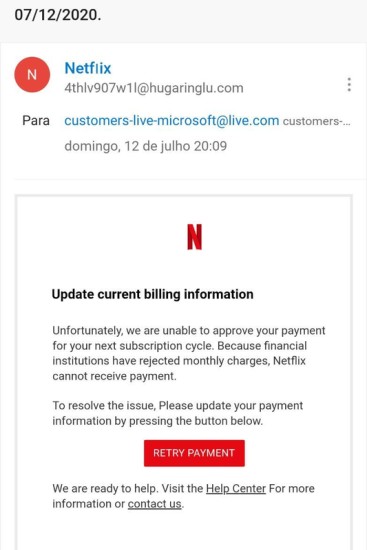 07/12/2020.
N
Netflix
4thlv907w1l@hugaringlu.com
Para customers-live-microsoft@live.com customers-...
domingo, 12 de julho 20:09
N
Update current billing information
Unfortunately, we are unable to approve your payment
for your next subscription cycle. Because financial
institutions have rejected monthly charges, Netflix
cannot receive payment.
To resolve the issue, Please update your payment
information by pressing the button below.
RETRY PAYMENT
We are ready to help. Visit the Help Center For more
information or contact us.